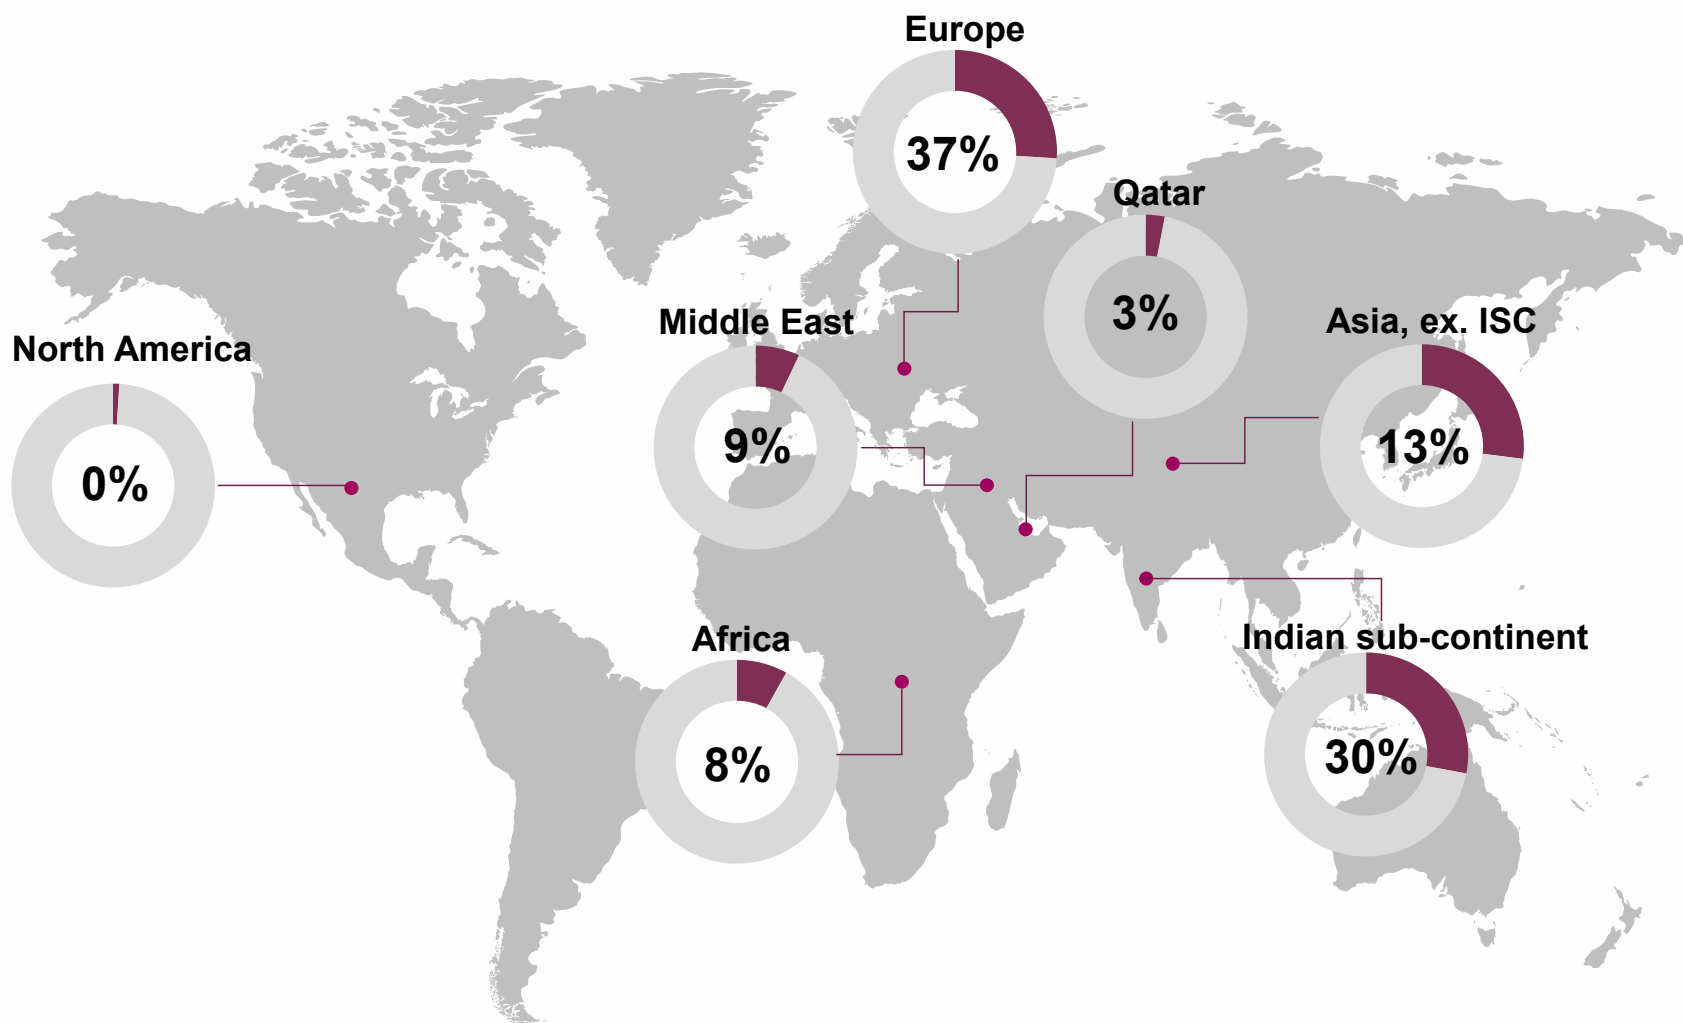 Europe
37%
Qatar
3%
Middle East
9%
Asia, ex. ISC
13%
North America
0%
Africa
8%
Indian sub-continent
30%